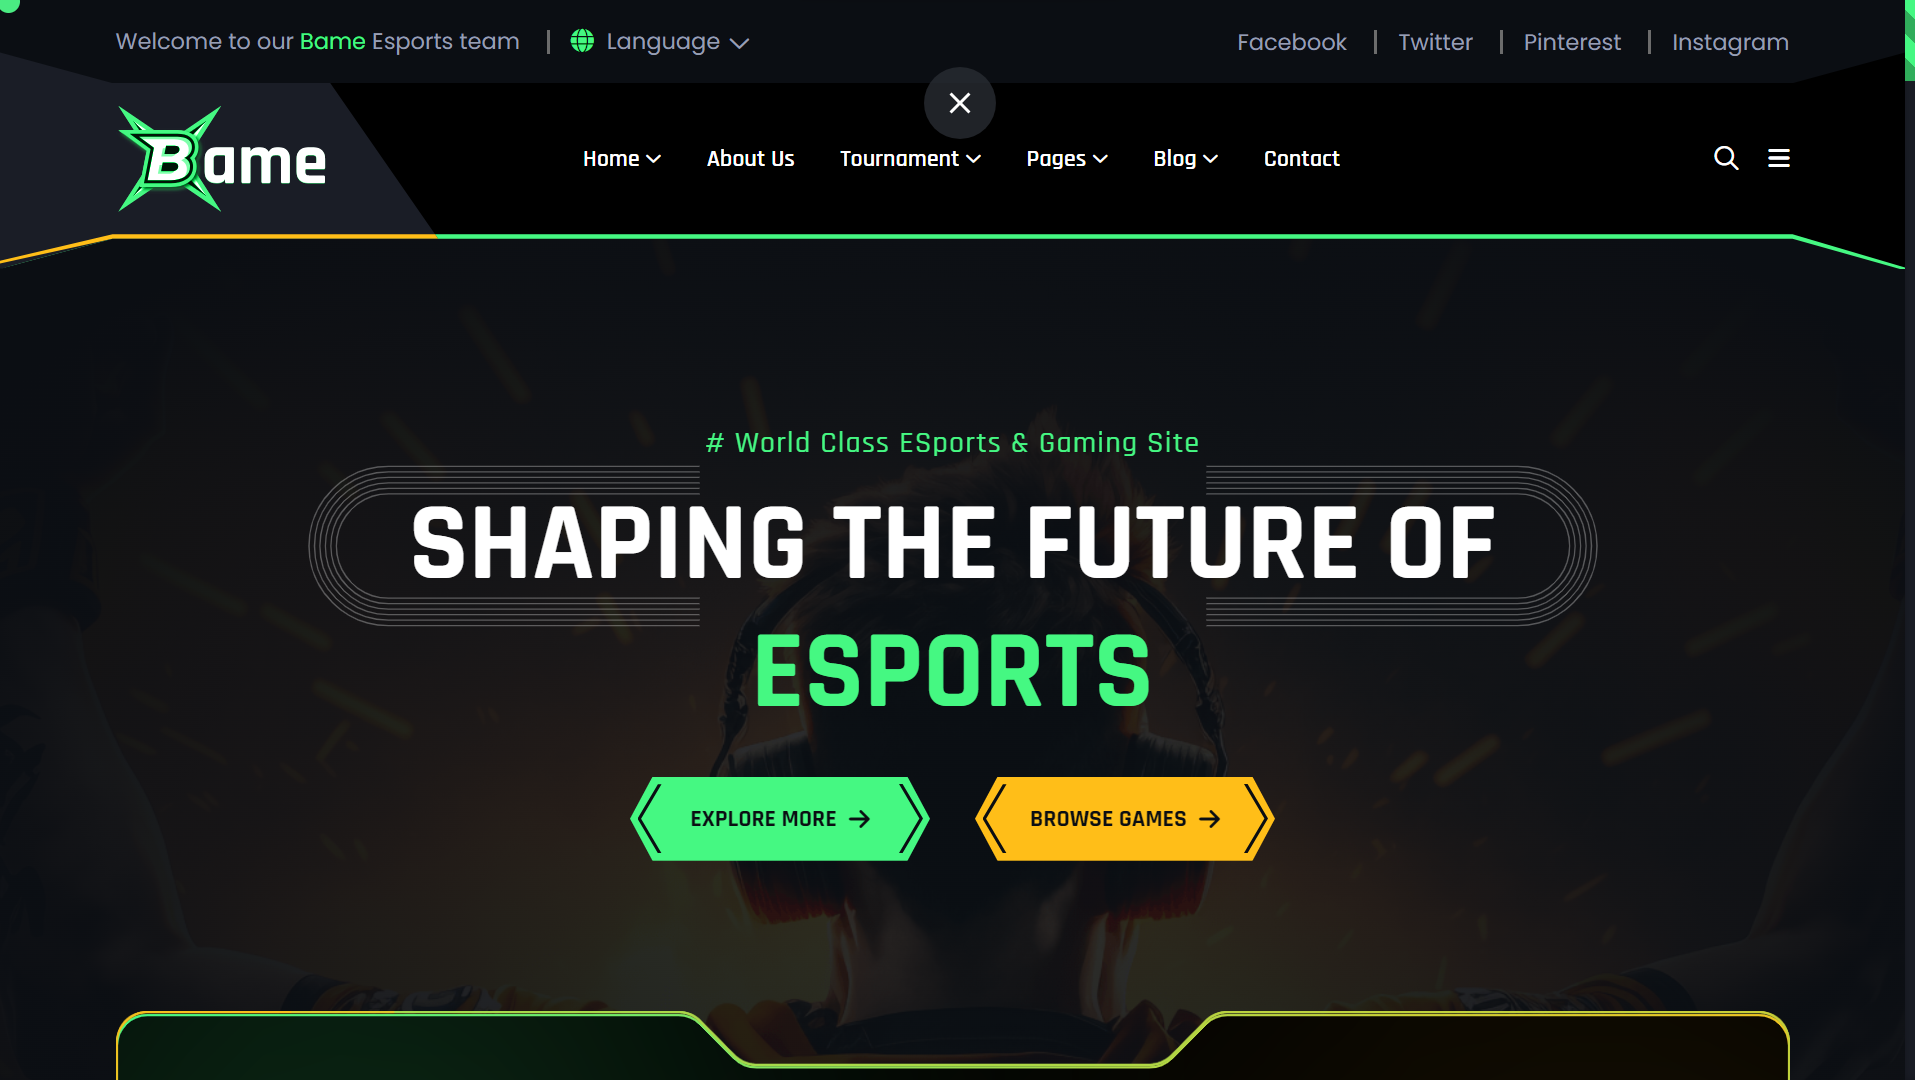 Welcome to our Bame Esports team | Language
Facebook | Twitter | Pinterest | Instagram
Bame
Home About Us Tournament Pages Blog Contact
# World Class ESports & Gaming Site
SHAPING THE FUTURE OF
ESPORTS
EXPLORE MORE →
BROWSE GAMES →